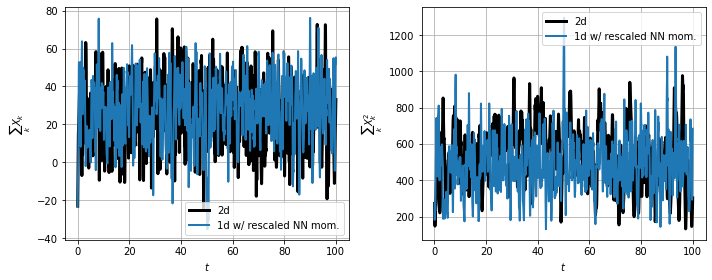 80
60
40
20
0
−20
−40
0 20 40 60 80 100
t
∑ X_k
k
2d
1d w/ rescaled NN mom.
1200
1000
800
600
400
200
0 20 40 60 80 100
t
∑ X_k^2
k
2d
1d w/ rescaled NN mom.